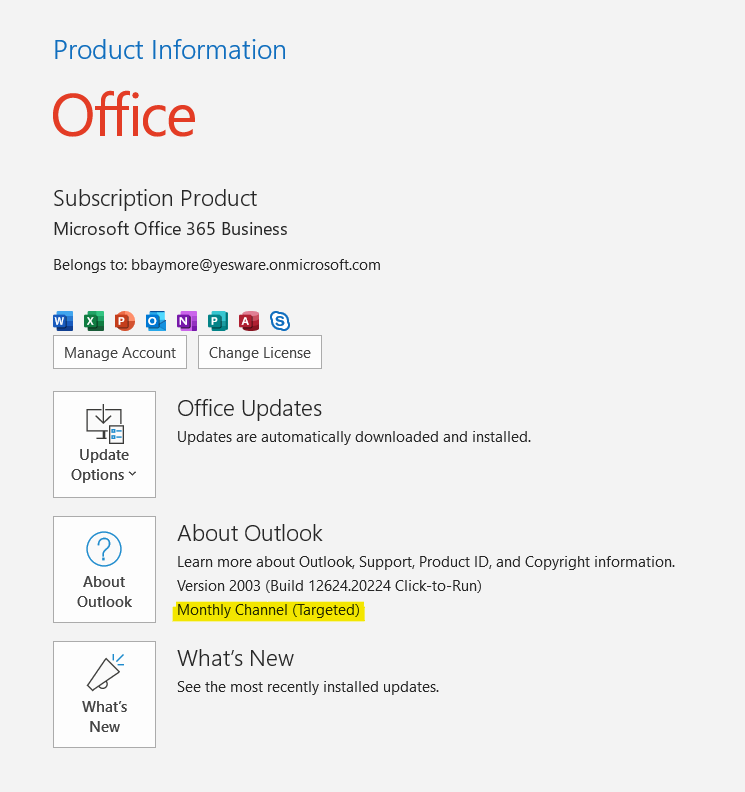 Product Information
Office
Subscription Product
Microsoft Office 365 Business
Belongs to: bbaymore@yesware.onmicrosoft.com
W X P O N P A S
Manage Account Change License
Update
Options
Office Updates
Updates are automatically downloaded and installed.
?
About
Outlook
About Outlook
Learn more about Outlook, Support, Product ID, and Copyright information.
Version 2003 (Build 12624.20224 Click-to-Run)
Monthly Channel (Targeted)
What's
New
What's New
See the most recently installed updates.